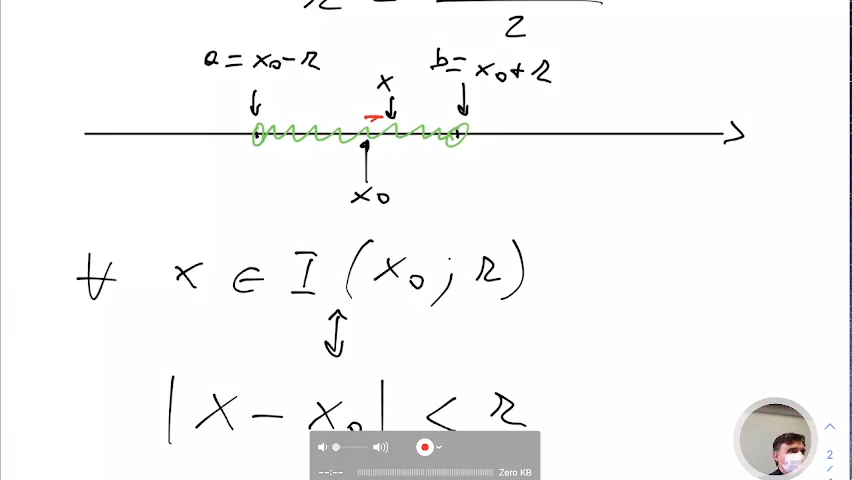 2
a = x₀ - r
x
b = x₀ + r
x₀
∀ x ∈ I (x₀ ; r)
↕
|x - x₀| < r
--:-- Zero KB
2
/